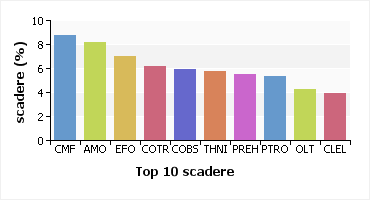 10
8
6
4
2
0
scadere (%)
CMF AMO EFO COTR COBS THNI PREH PTRO OLT CLEL
Top 10 scadere